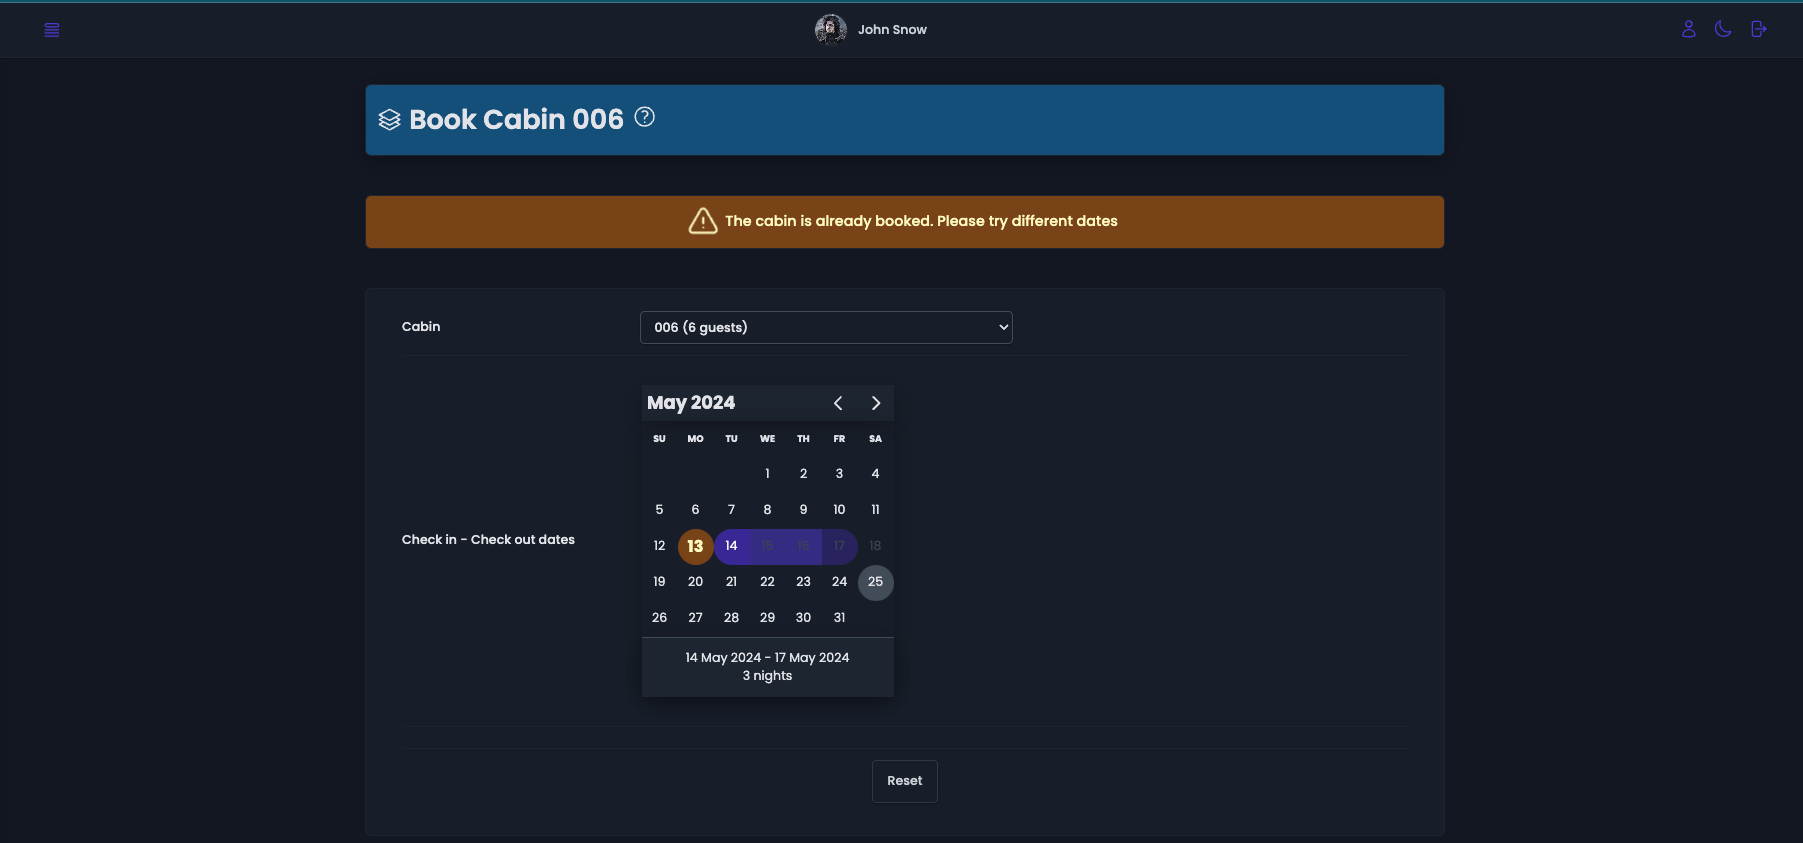 John Snow
Book Cabin 006
The cabin is already booked. Please try different dates
Cabin
006 (6 guests)
May 2024
SU MO TU WE TH FR SA
1 2 3 4
5 6 7 8 9 10 11
Check in - Check out dates
12 13 14 15 16 17 18
19 20 21 22 23 24 25
26 27 28 29 30 31
14 May 2024 - 17 May 2024
3 nights
Reset